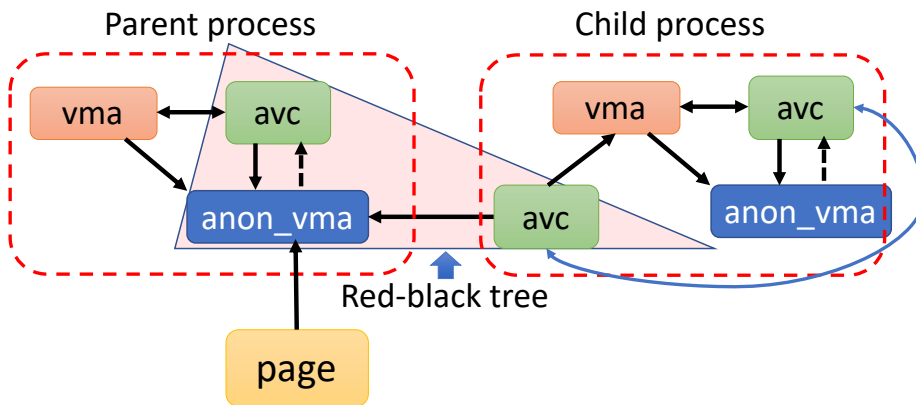 Parent process
Child process
vma
avc
vma
avc
anon_vma
avc
anon_vma
Red-black tree
page